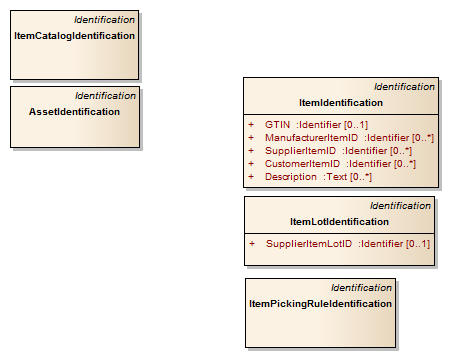 Identification
ItemCatalogIdentification
Identification
AssetIdentification
Identification
ItemIdentification
+ GTIN :Identifier [0..1]
+ ManufacturerItemID :Identifier [0..*]
+ SupplierItemID :Identifier [0..*]
+ CustomerItemID :Identifier [0..*]
+ Description :Text [0..*]
Identification
ItemLotIdentification
+ SupplierItemLotID :Identifier [0..1]
Identification
ItemPickingRuleIdentification